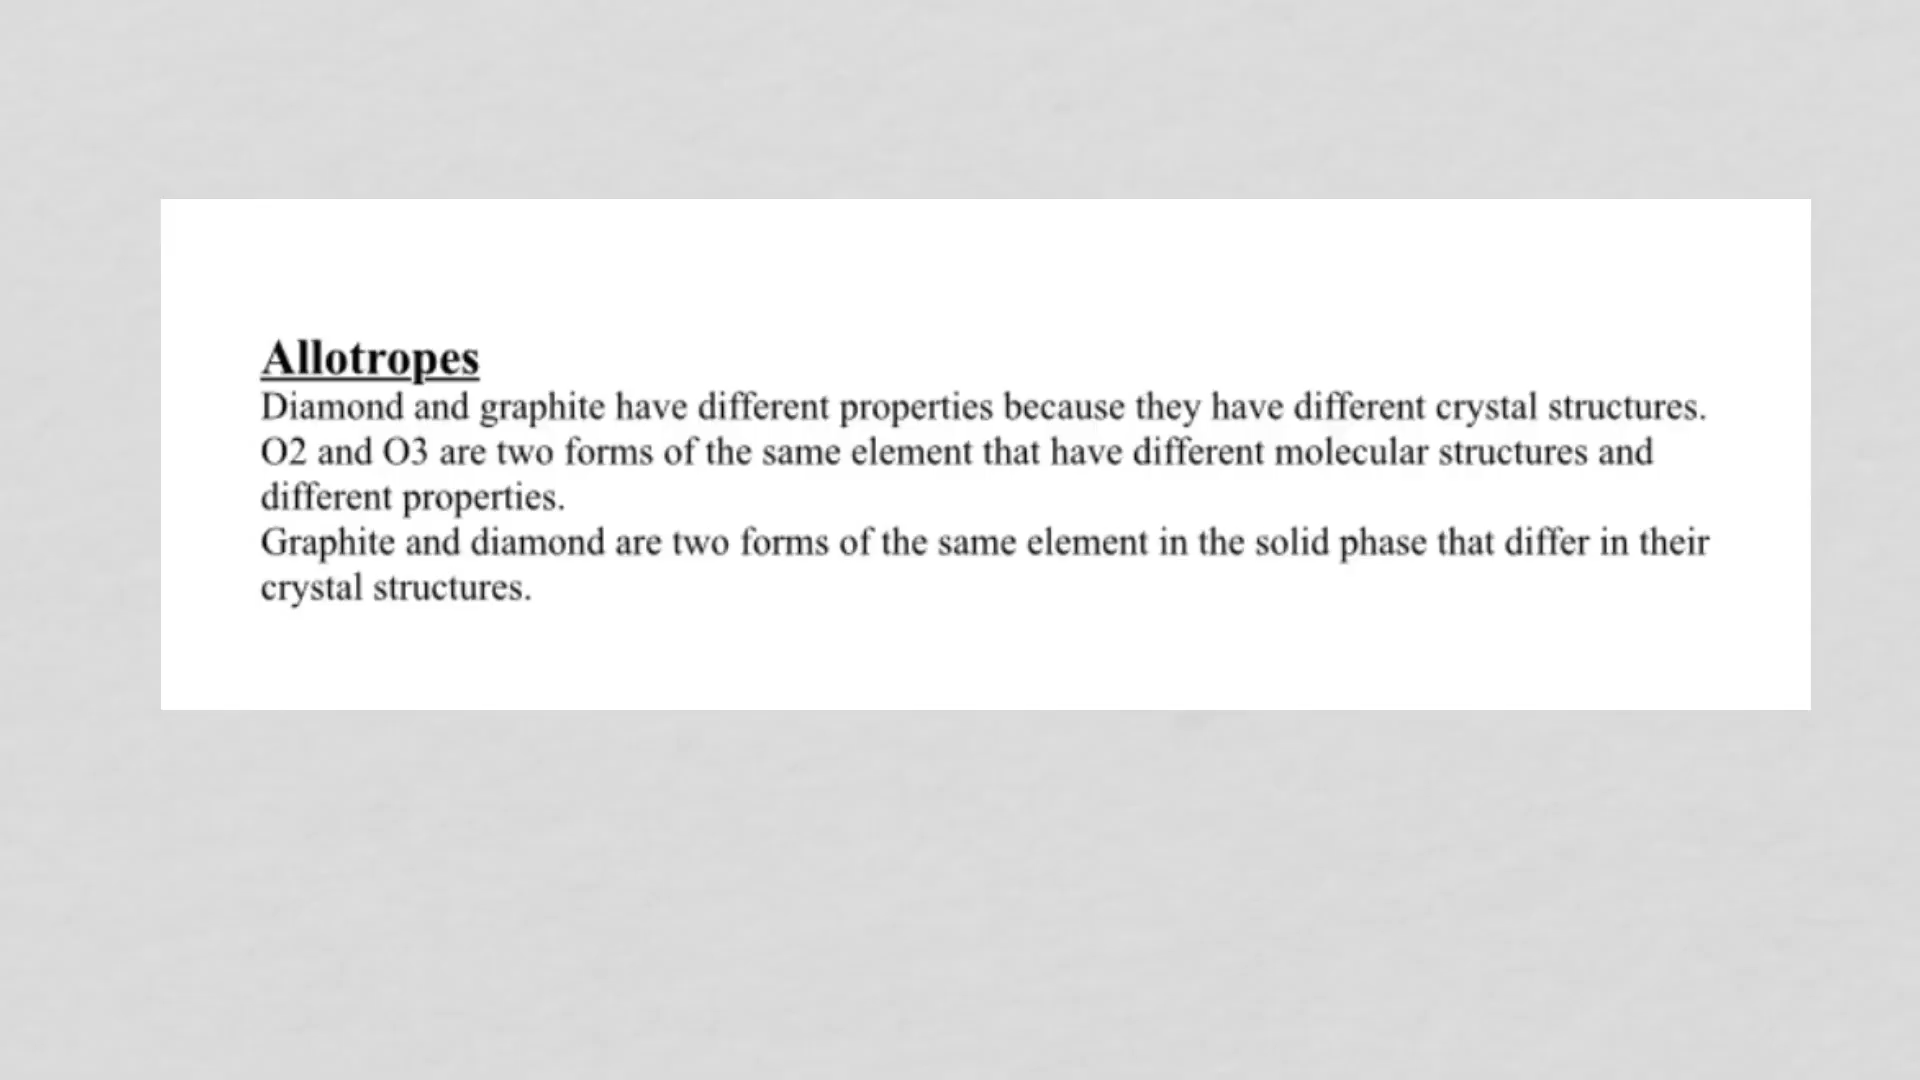 Allotropes
Diamond and graphite have different properties because they have different crystal structures.
O2 and O3 are two forms of the same element that have different molecular structures and
different properties.
Graphite and diamond are two forms of the same element in the solid phase that differ in their
crystal structures.